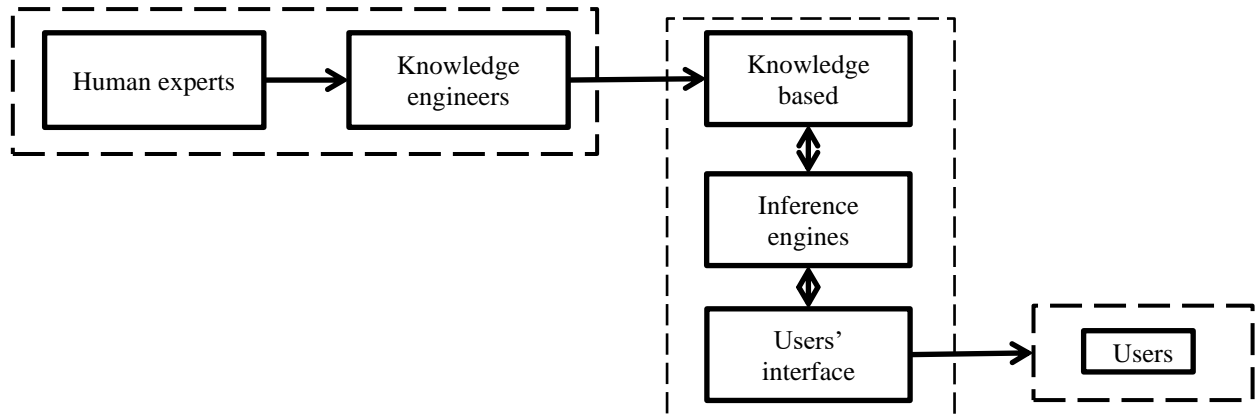 Human experts
Knowledge
engineers
Knowledge
based
Inference
engines
Users’
interface
Users